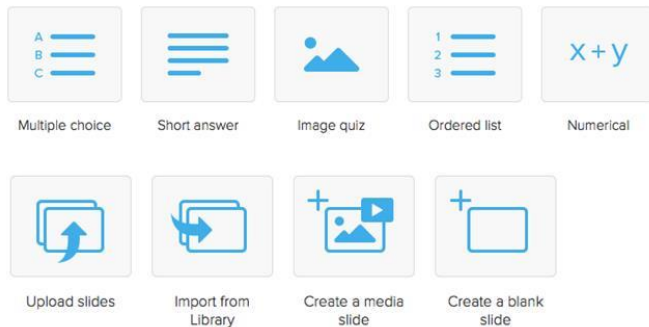 A
B
C
1
2
3
x+y
Multiple choice
Short answer
Image quiz
Ordered list
Numerical
Upload slides
Import from
Library
Create a media
slide
Create a blank
slide